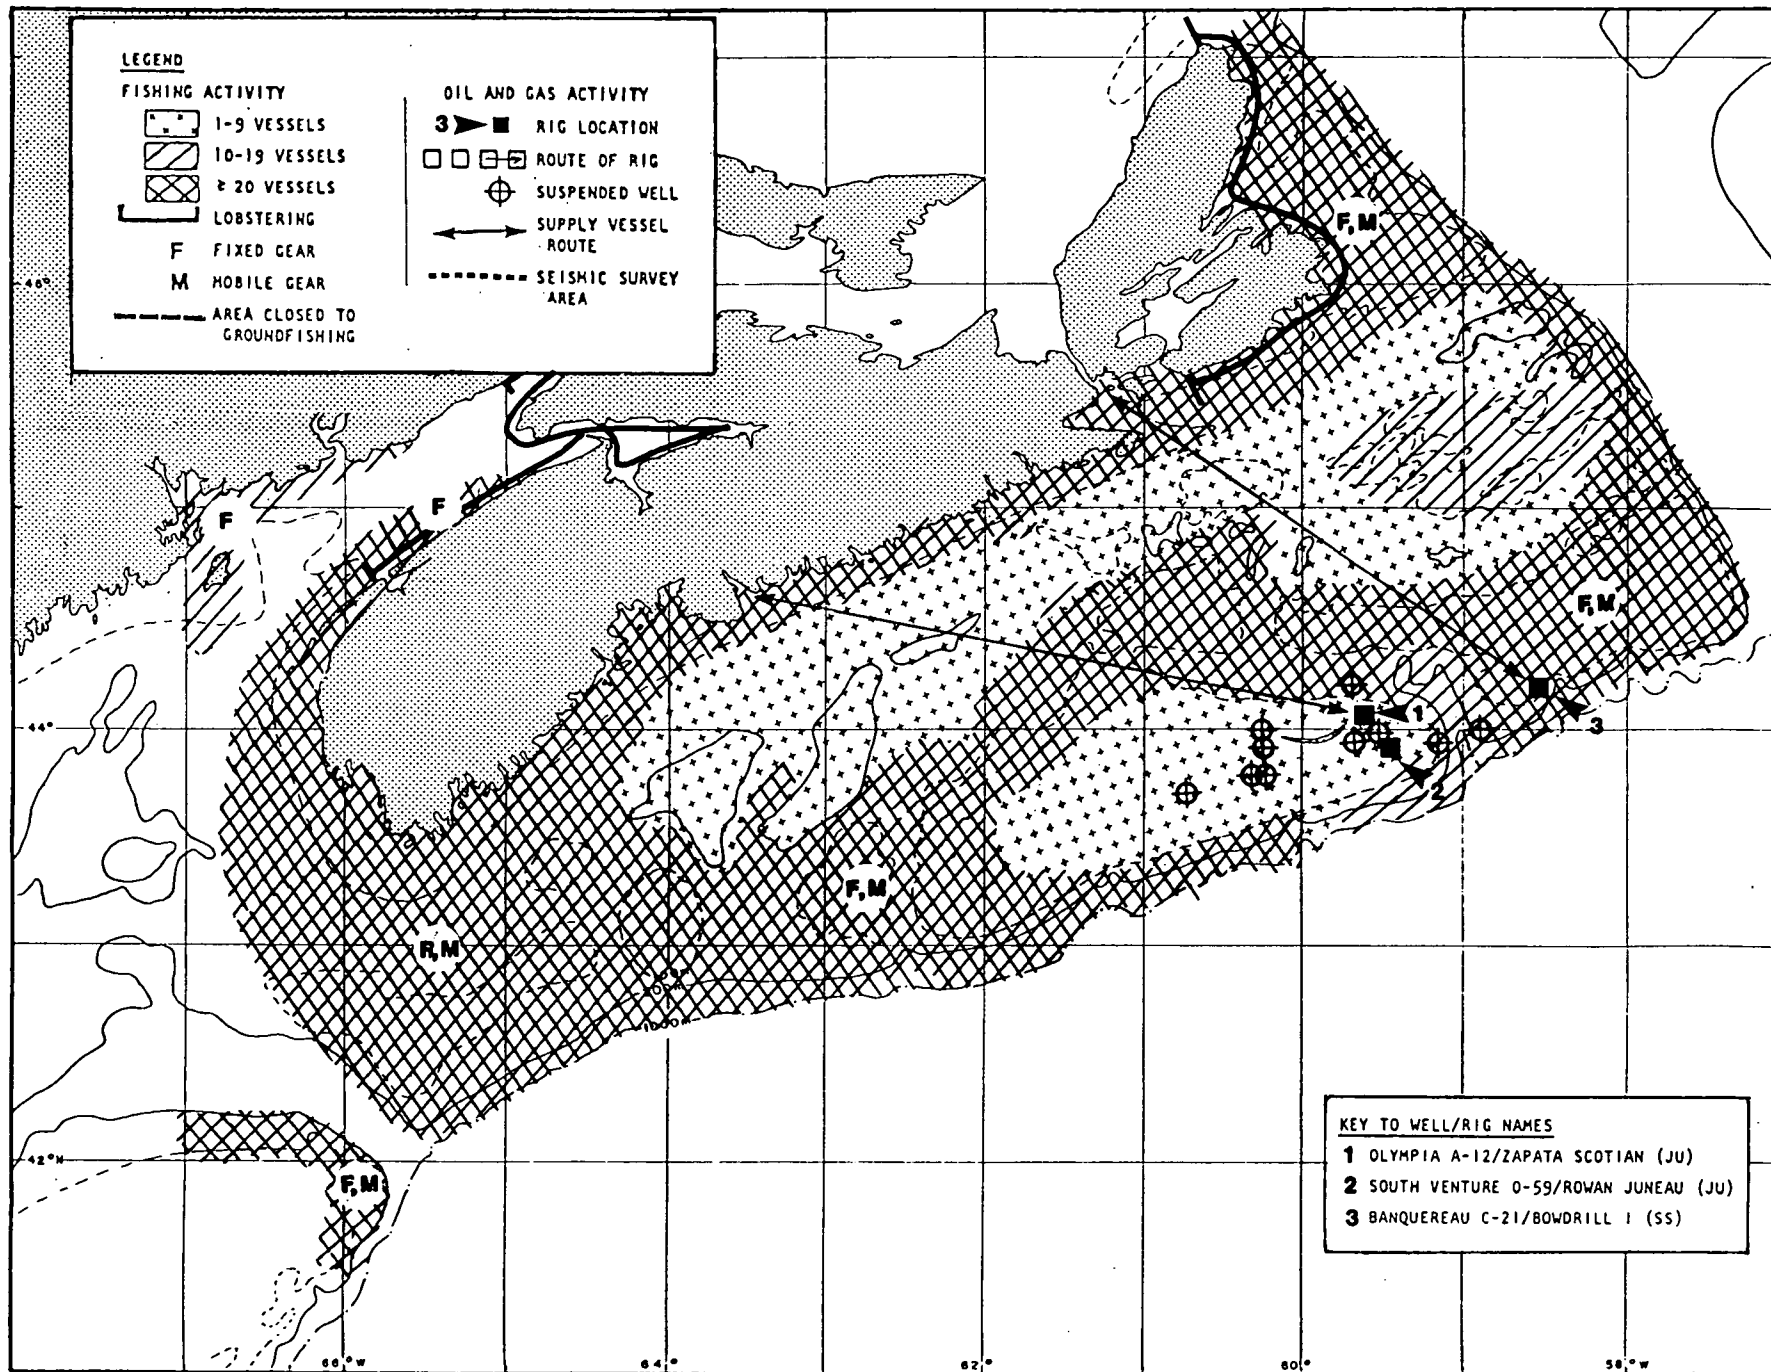 LEGEND
FISHING ACTIVITY
1-9 VESSELS
10-19 VESSELS
≥ 20 VESSELS
LOBSTERING
F FIXED GEAR
M MOBILE GEAR
AREA CLOSED TO
GROUNDFISHING
OIL AND GAS ACTIVITY
3 RIG LOCATION
ROUTE OF RIG
SUSPENDED WELL
SUPPLY VESSEL
ROUTE
SEISMIC SURVEY
AREA
F,M
46°
F
F
F,M
44°
1
3
2
F,M
R,M
1000m
42°N
F,M
KEY TO WELL/RIG NAMES
1 OLYMPIA A-12/ZAPATA SCOTIAN (JU)
2 SOUTH VENTURE O-59/ROWAN JUNEAU (JU)
3 BANQUEREAU C-21/BOWDRILL I (SS)
66°W
64°
62°
60°
58°W